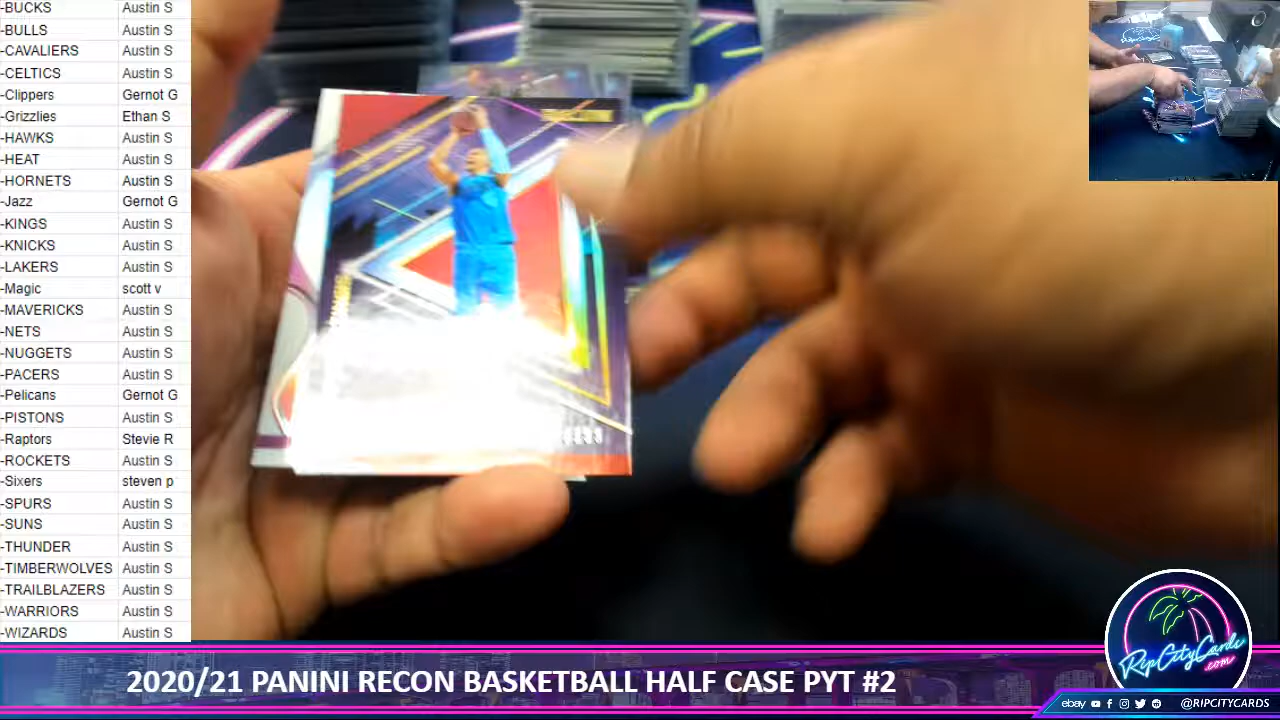 -BUCKS Austin S
-BULLS Austin S
-CAVALIERS Austin S
-CELTICS Austin S
-Clippers Gernot G
-Grizzlies Ethan S
-HAWKS Austin S
-HEAT Austin S
-HORNETS Austin S
-Jazz Gernot G
-KINGS Austin S
-KNICKS Austin S
-LAKERS Austin S
-Magic scott v
-MAVERICKS Austin S
-NETS Austin S
-NUGGETS Austin S
-PACERS Austin S
-Pelicans Gernot G
-PISTONS Austin S
-Raptors Stevie R
-ROCKETS Austin S
-Sixers steven p
-SPURS Austin S
-SUNS Austin S
-THUNDER Austin S
-TIMBERWOLVES Austin S
-TRAILBLAZERS Austin S
-WARRIORS Austin S
-WIZARDS Austin S
RipCityCards
.com
2020/21 PANINI RECON BASKETBALL HALF CASE PYT #2
ebay @RIPCITYCARDS